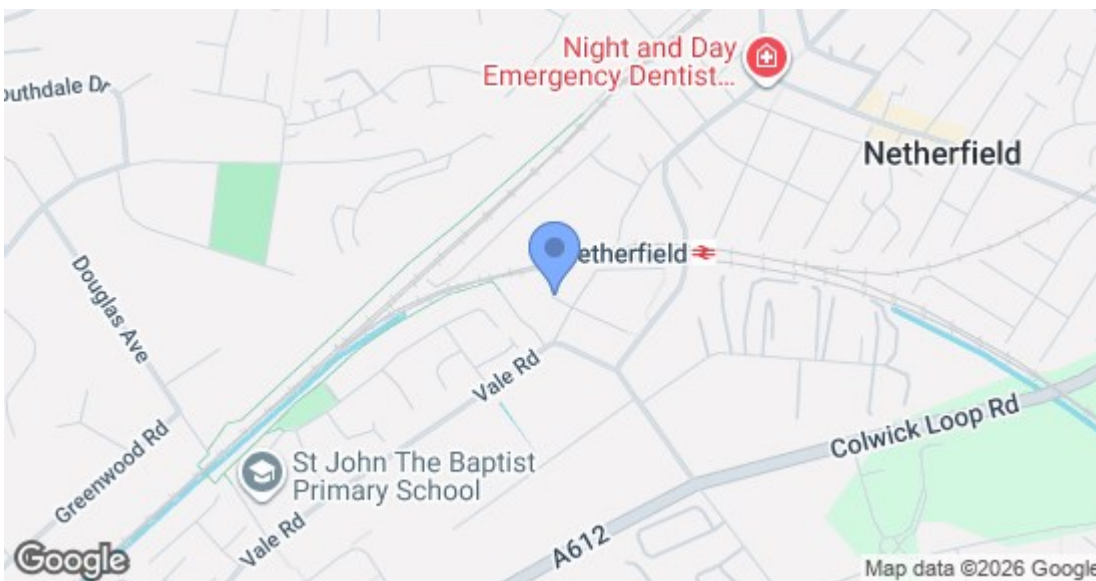 Night and Day
Emergency Dentist...
outhdale Dr
Netherfield
etherfield
Douglas Ave
Vale Rd
Colwick Loop Rd
Greenwood Rd
St John The Baptist
Primary School
Vale Rd
A612
Google
Map data ©2026 Google